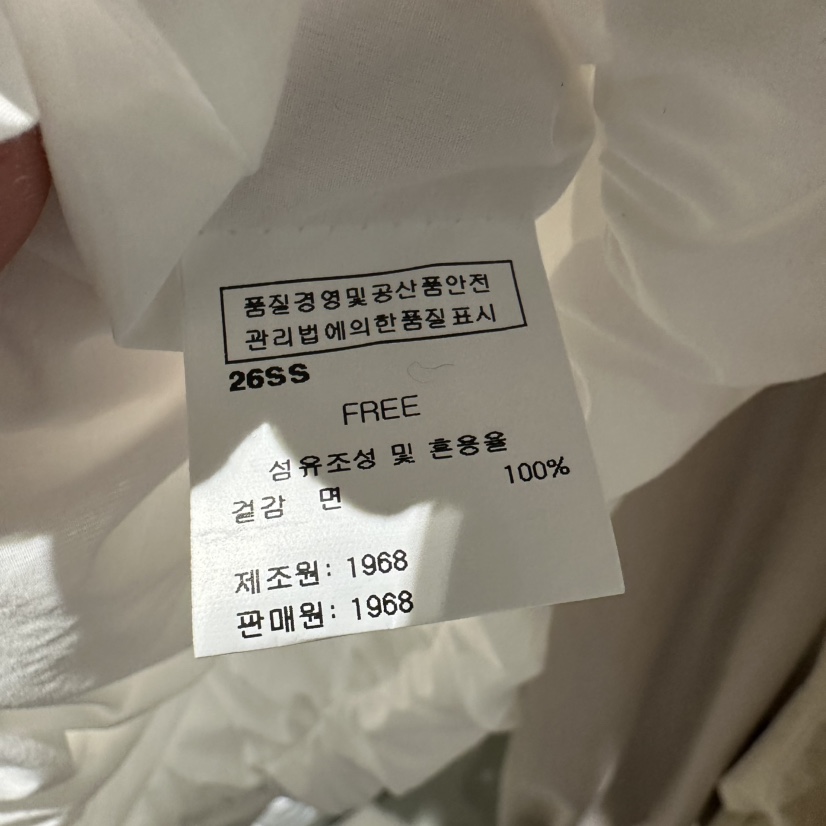 품질경영및공산품안전
관리법에의한품질표시
26SS
FREE
섬유조성 및 혼용율
겉감 면 100%
제조원: 1968
판매원: 1968